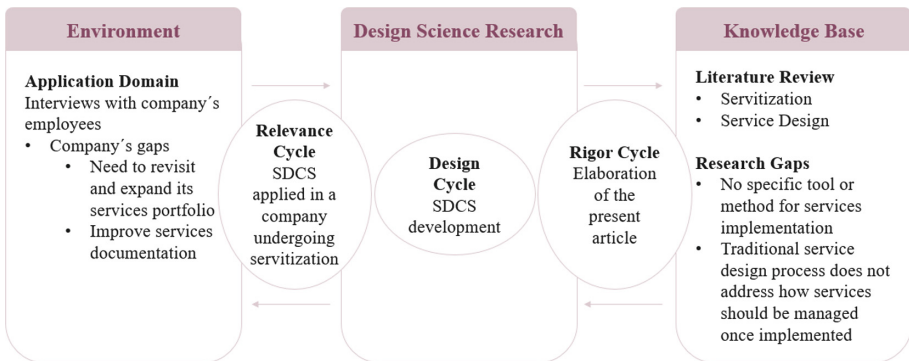 Environment
Design Science Research
Knowledge Base
Application Domain
Interviews with company´s
employees
• Company´s gaps
• Need to revisit
and expand its
services portfolio
• Improve services
documentation
Relevance
Cycle
SDCS
applied in a
company
undergoing
servitization
Design
Cycle
SDCS
development
Rigor Cycle
Elaboration
of the
present
article
Literature Review
• Servitization
• Service Design
Research Gaps
• No specific tool or
method for services
implementation
• Traditional service
design process does not
address how services
should be managed
once implemented